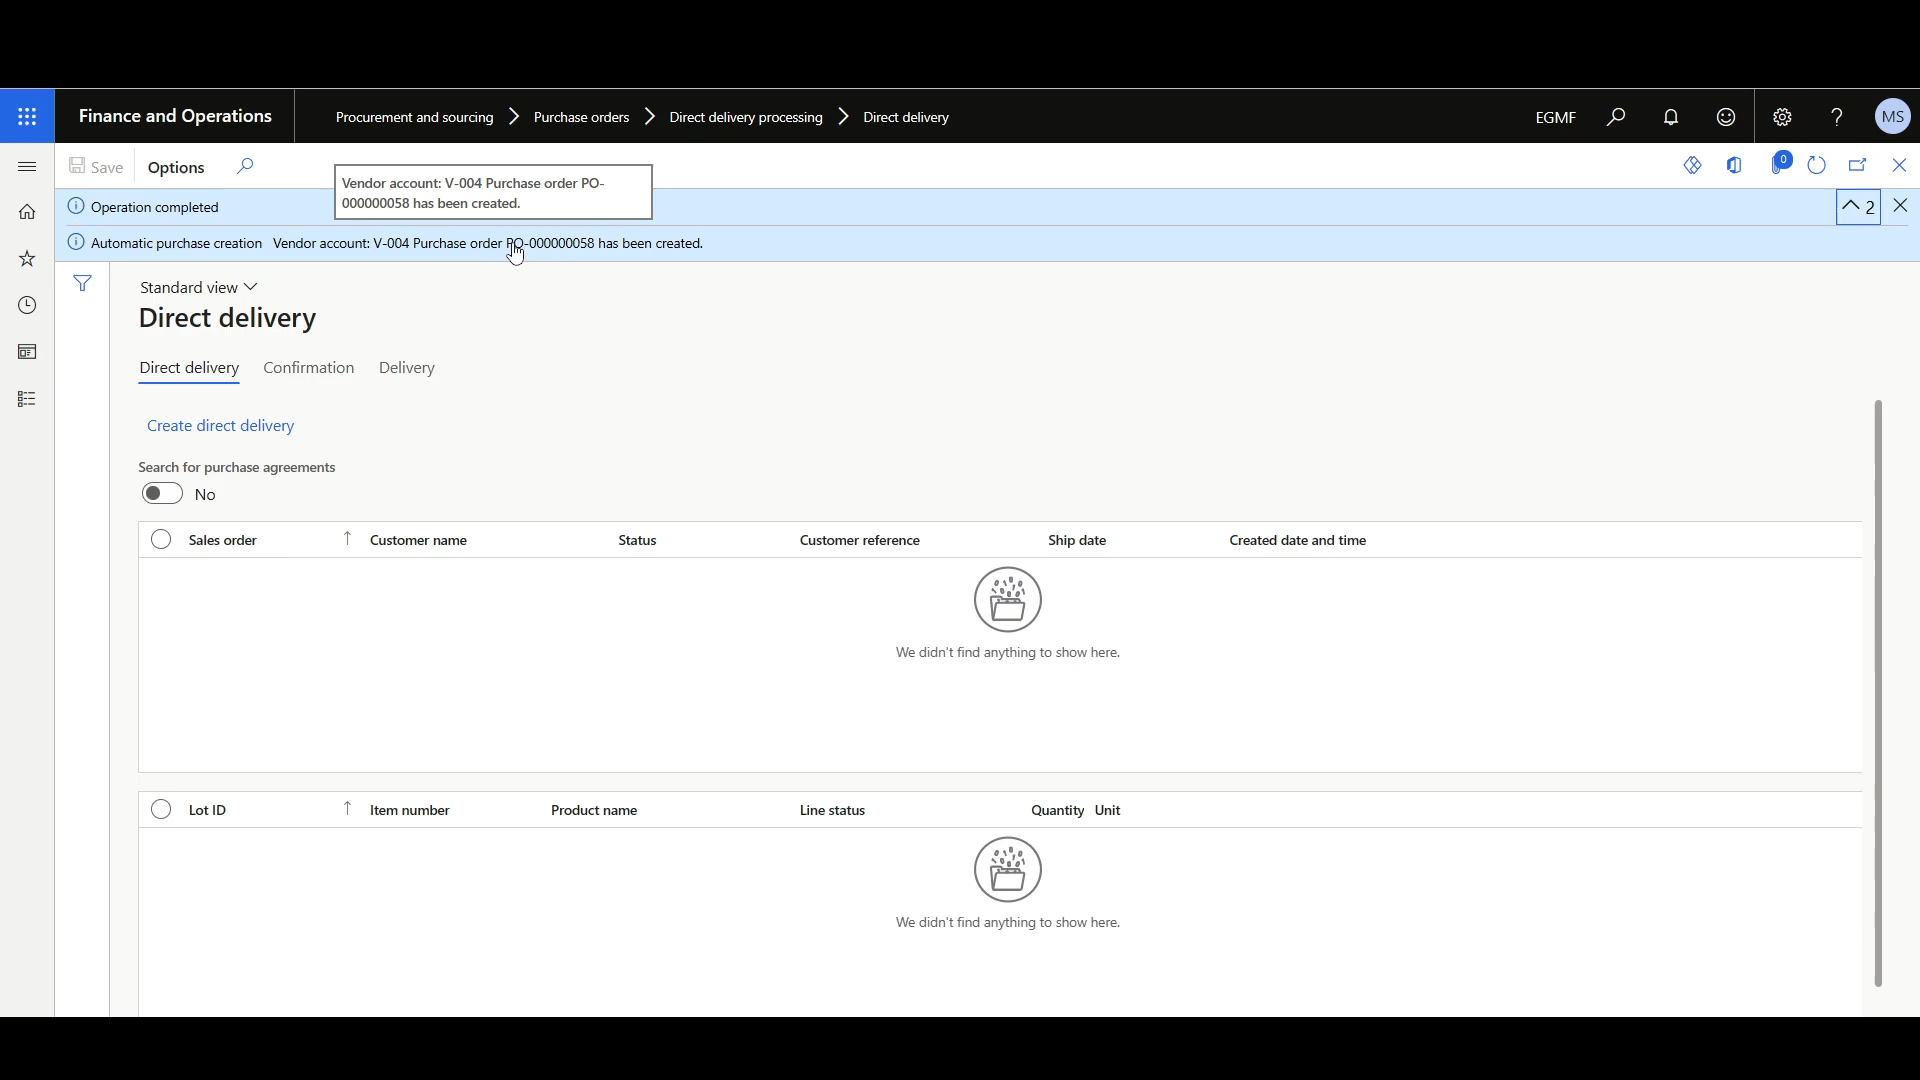 Finance and Operations
Procurement and sourcing
Purchase orders
Direct delivery processing
Direct delivery
EGMF
MS
Save
Options
0
Vendor account: V-004 Purchase order PO-
000000058 has been created.
Operation completed
2
Automatic purchase creation Vendor account: V-004 Purchase order PO-000000058 has been created.
Standard view
Direct delivery
Direct delivery Confirmation Delivery
Create direct delivery
Search for purchase agreements
No
Sales order Customer name Status Customer reference Ship date Created date and time
We didn't find anything to show here.
Lot ID Item number Product name Line status Quantity Unit
We didn't find anything to show here.